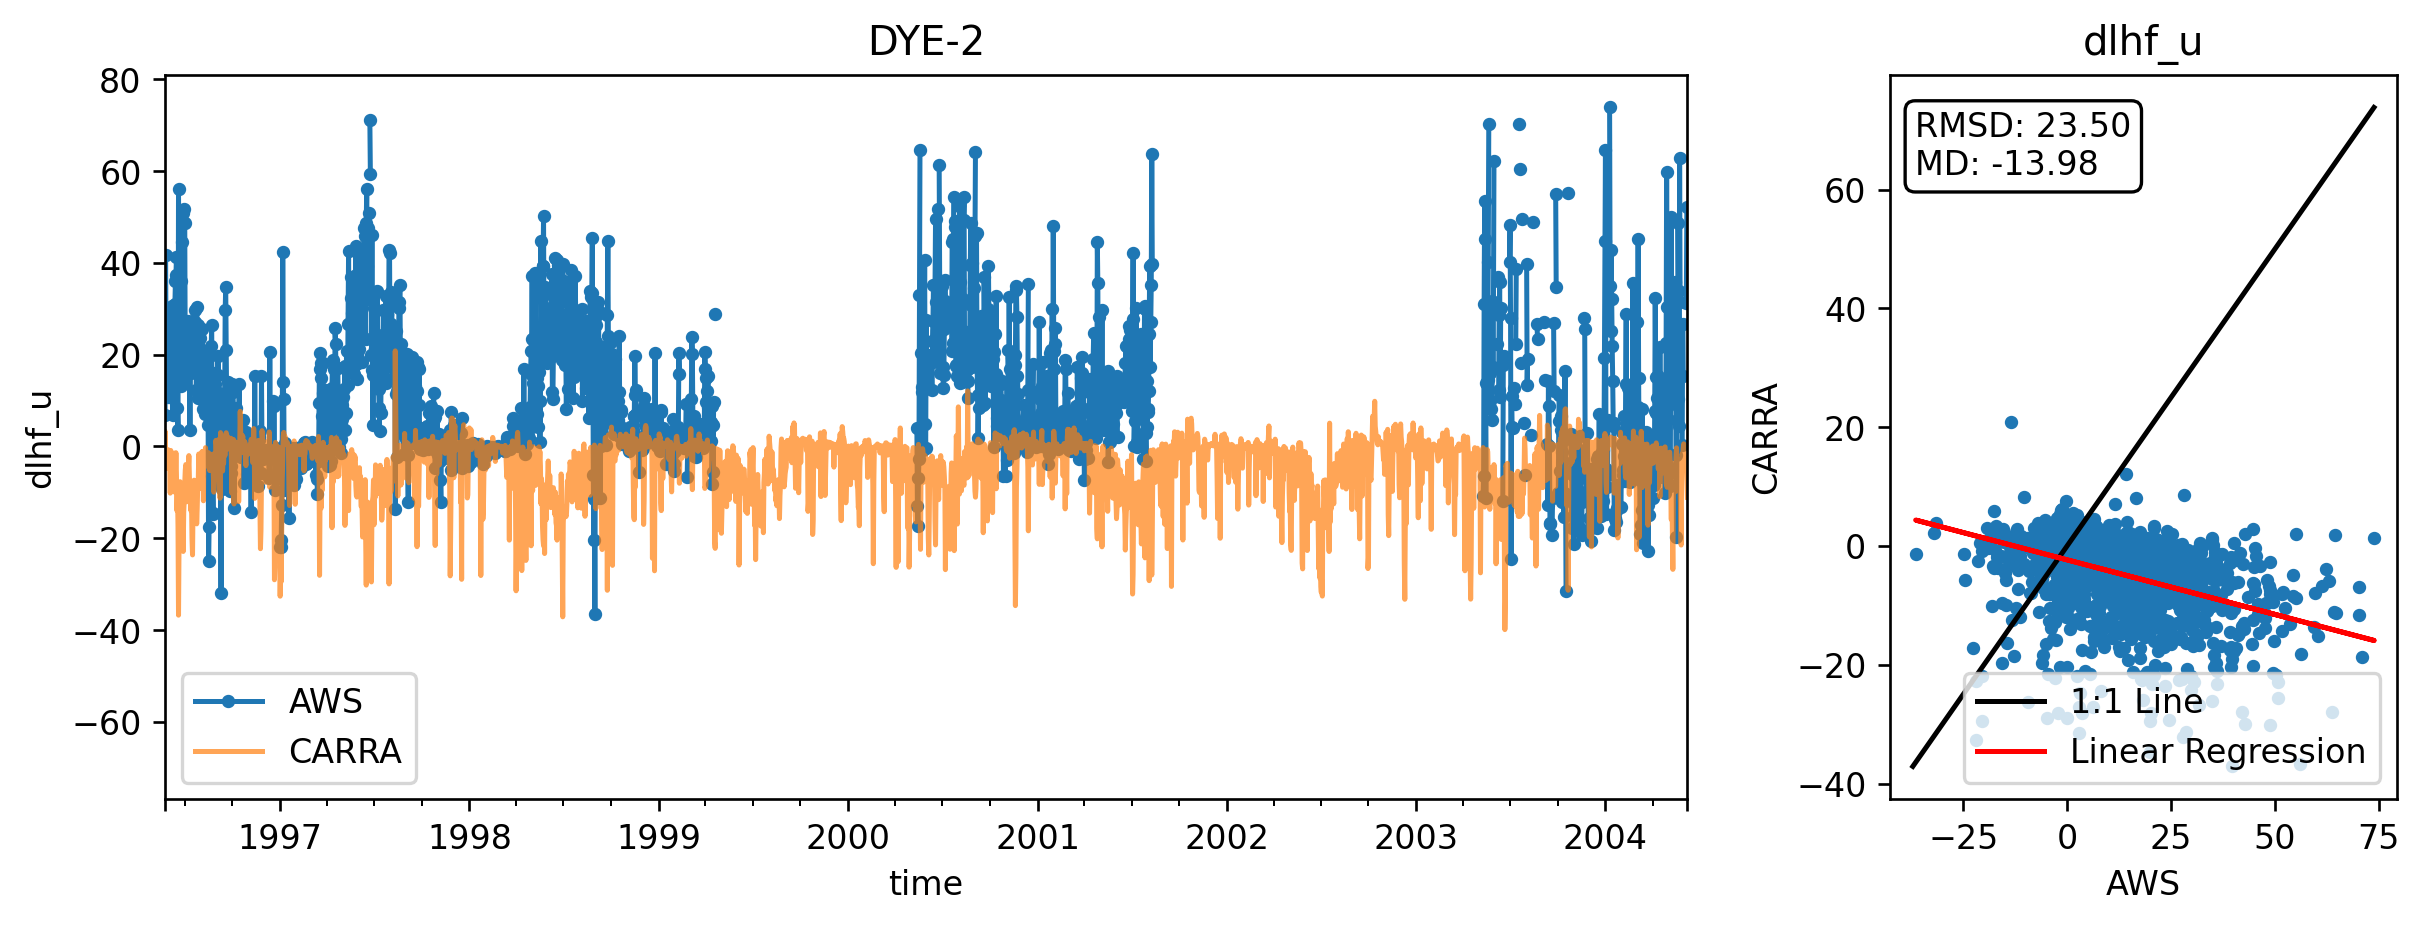 DYE-2
dlhf_u
80
60
40
20
0
−20
−40
−60
AWS
CARRA
1997 1998 1999 2000 2001 2002 2003 2004
time
dlhf_u
RMSD: 23.50
MD: -13.98
CARRA
60
40
20
0
−20
−40
1:1 Line
Linear Regression
−25 0 25 50 75
AWS